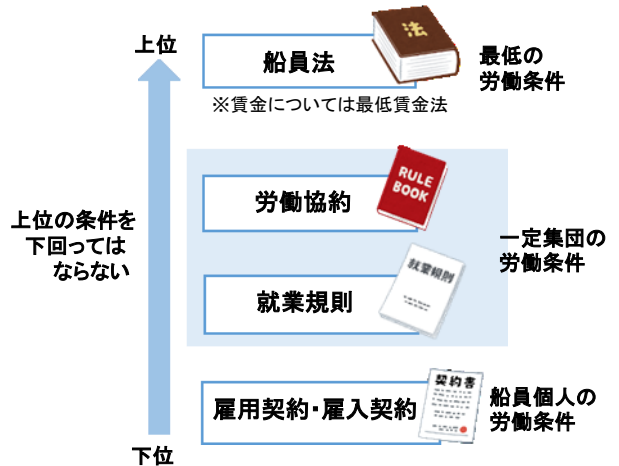 上位
船員法
法
最低の
労働条件
※賃金については最低賃金法
上位の条件を
下回っては
ならない
労働協約
RULE
BOOK
一定集団の
労働条件
就業規則
就業規則
雇用契約・雇入契約
契約書
船員個人の
労働条件
下位